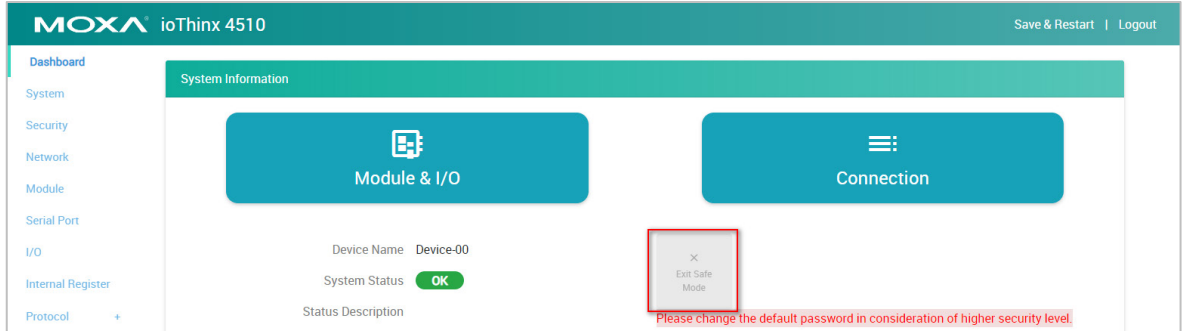 MOXA ioThinx 4510
Save & Restart | Logout
Dashboard
System
Security
Network
Module
Serial Port
I/O
Internal Register
Protocol +
System Information
Module & I/O
Connection
Device Name Device-00
System Status OK
Status Description
×
Exit Safe
Mode
Please change the default password in consideration of higher security level.